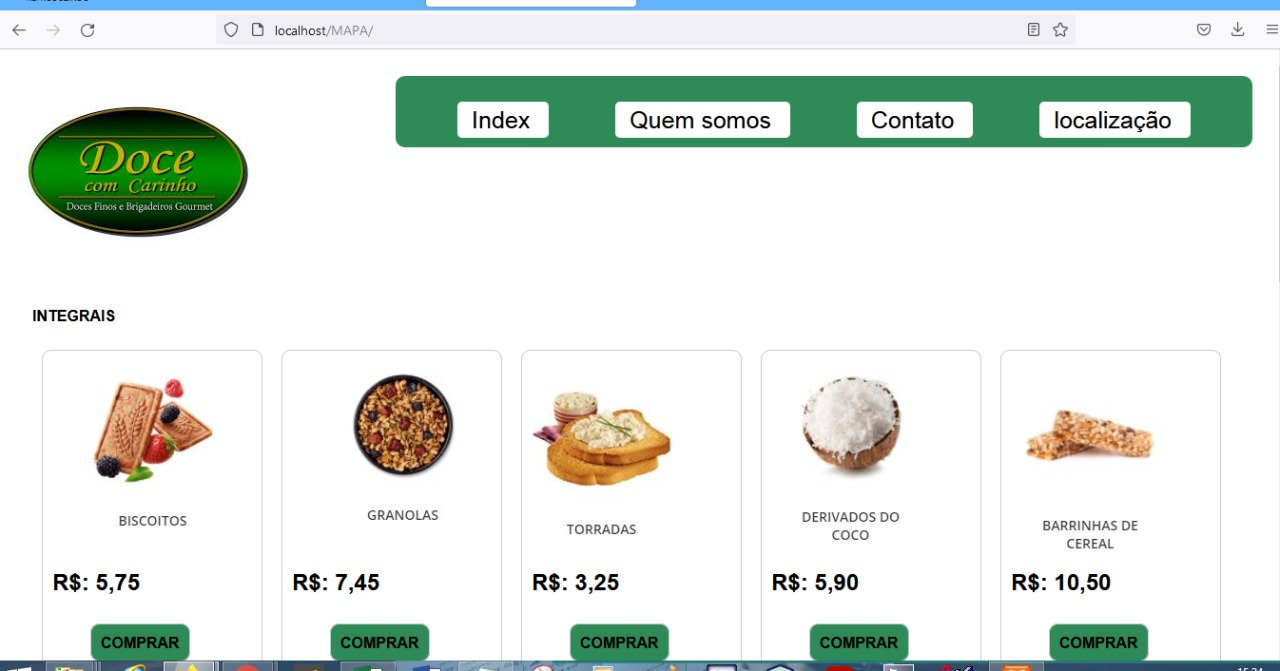 localhost/MAPA/
Index
Quem somos
Contato
localização
Doce
com Carinho
Doces Finos e Brigadeiros Gourmet
INTEGRAIS
BISCOITOS
GRANOLAS
TORRADAS
DERIVADOS DO
COCO
BARRINHAS DE
CEREAL
R$: 5,75
R$: 7,45
R$: 3,25
R$: 5,90
R$: 10,50
COMPRAR
COMPRAR
COMPRAR
COMPRAR
COMPRAR